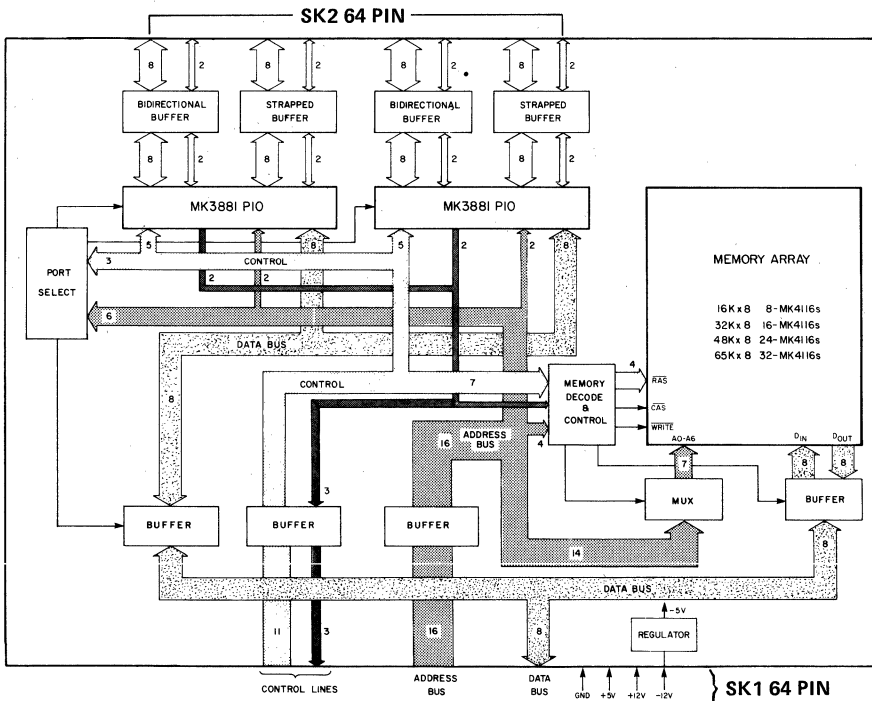 SK2 64 PIN
8 2 8 2 8 2 8 2
BIDIRECTIONAL BUFFER
STRAPPED BUFFER
BIDIRECTIONAL BUFFER
STRAPPED BUFFER
8 2 8 2 8 2 8 2
MK3881 PIO
MK3881 PIO
PORT SELECT
5
8
5
2
2
8
3
CONTROL
2
2
6
DATA BUS
MEMORY ARRAY
16K x 8 8-MK4116s
32K x 8 16-MK4116s
48K x 8 24-MK4116s
65K x 8 32-MK4116s
8
CONTROL
7
MEMORY DECODE & CONTROL
4
RAS
CAS
WRITE
16
ADDRESS BUS
4
A0-A6
DIN
DOUT
7
8
8
3
BUFFER
BUFFER
BUFFER
MUX
BUFFER
14
8
DATA BUS
-5V
REGULATOR
11
3
16
8
CONTROL LINES
ADDRESS BUS
DATA BUS
GND
+5V
+12V
-12V
} SK1 64 PIN